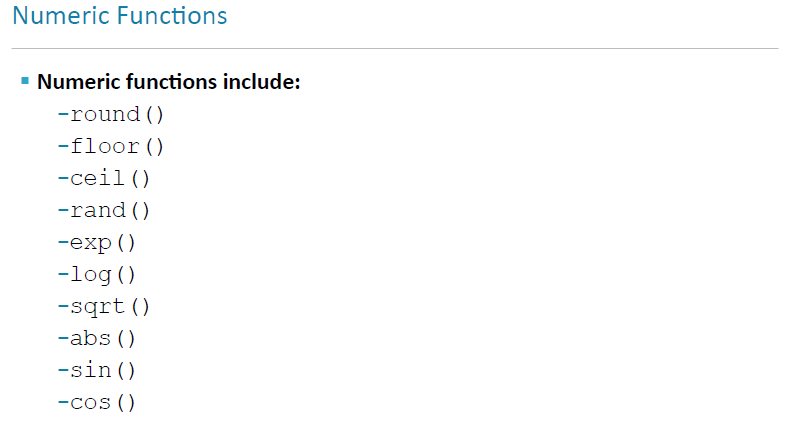 Numeric Functions
▪ Numeric functions include:
–round()
–floor()
–ceil()
–rand()
–exp()
–log()
–sqrt()
–abs()
–sin()
–cos()